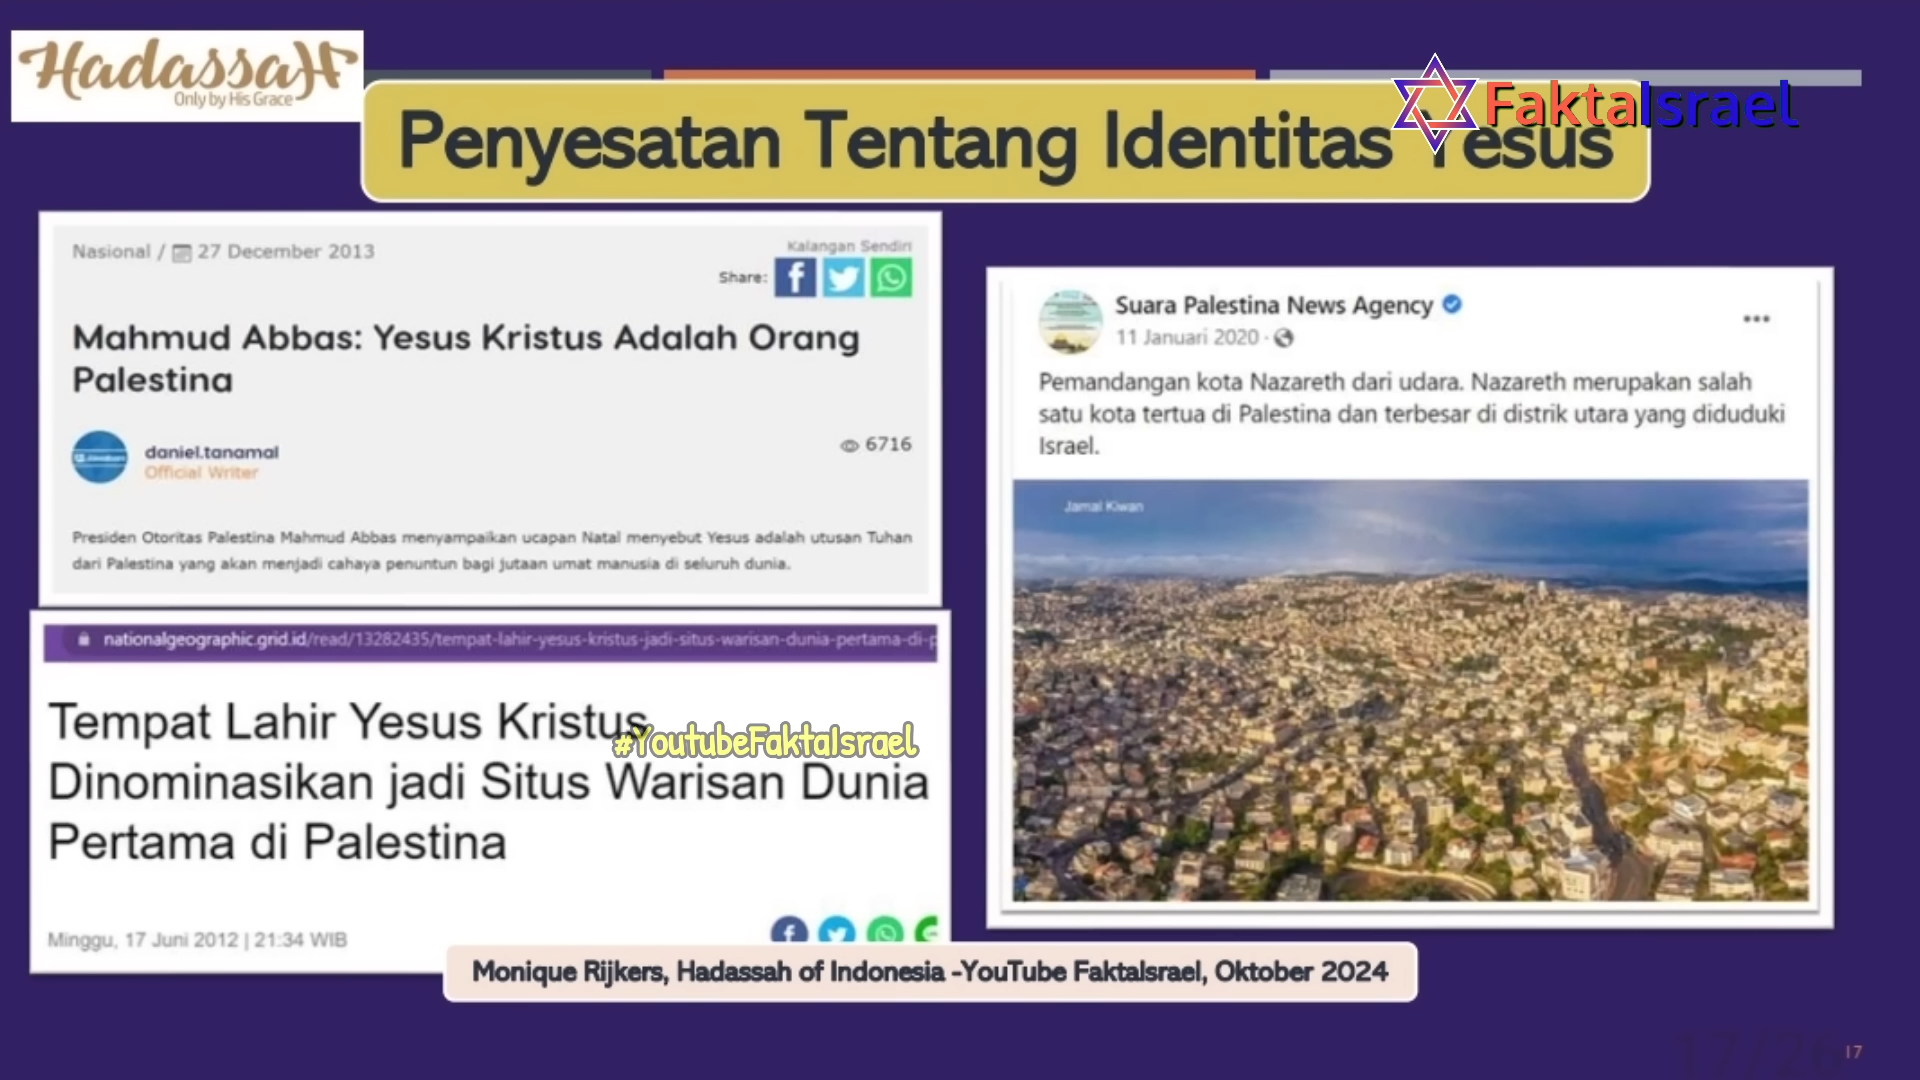 Hadassah
Only by His Grace
FaktaIsrael
Penyesatan Tentang Identitas Yesus
Nasional / 27 December 2013
Kalangan Sendiri
Share:
Mahmud Abbas: Yesus Kristus Adalah Orang
Palestina
daniel.tanamal
Official Writer
6716
Presiden Otoritas Palestina Mahmud Abbas menyampaikan ucapan Natal menyebut Yesus adalah utusan Tuhan
dari Palestina yang akan menjadi cahaya penuntun bagi jutaan umat manusia di seluruh dunia.
nationalgeographic.grid.id/read/13282435/tempat-lahir-yesus-kristus-jadi-situs-warisan-dunia-pertama-di-p
Tempat Lahir Yesus Kristus
#YoutubeFaktaIsrael
Dinominasikan jadi Situs Warisan Dunia
Pertama di Palestina
Minggu, 17 Juni 2012 | 21:34 WIB
Suara Palestina News Agency
11 Januari 2020 ·
Pemandangan kota Nazareth dari udara. Nazareth merupakan salah
satu kota tertua di Palestina dan terbesar di distrik utara yang diduduki
Israel.
Jamal Kiwan
Monique Rijkers, Hadassah of Indonesia -YouTube FaktaIsrael, Oktober 2024
17